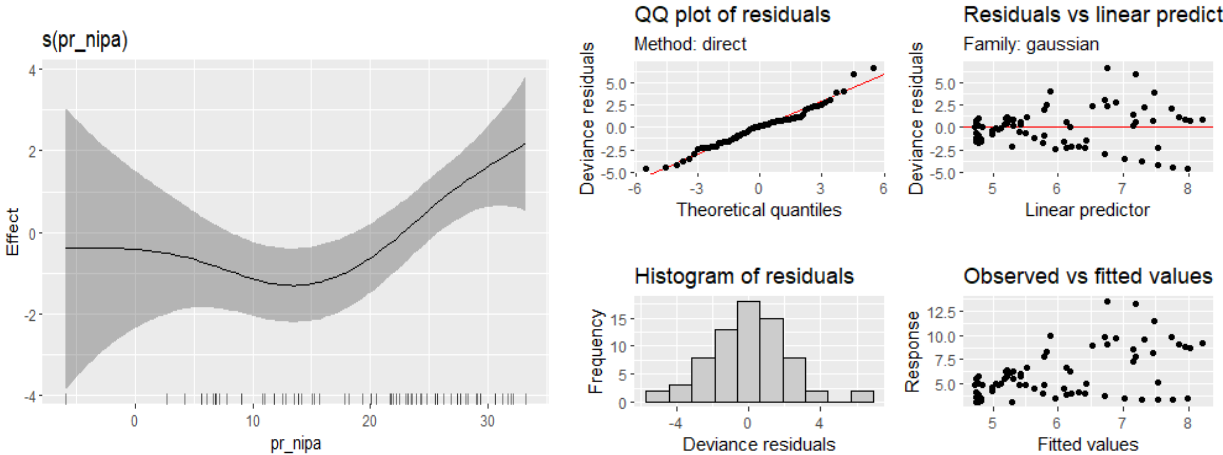 s(pr_nipa)
4
2
0
-2
-4
Effect
0
10
20
30
pr_nipa
QQ plot of residuals
Method: direct
5.0
2.5
0.0
-2.5
-5.0
Deviance residuals
-6
-3
0
3
6
Theoretical quantiles
Residuals vs linear predict
Family: gaussian
5.0
2.5
0.0
-2.5
-5.0
Deviance residuals
5
6
7
8
Linear predictor
Histogram of residuals
15
10
5
0
Frequency
-4
0
4
Deviance residuals
Observed vs fitted values
12.5
10.0
7.5
5.0
Response
5
6
7
8
Fitted values